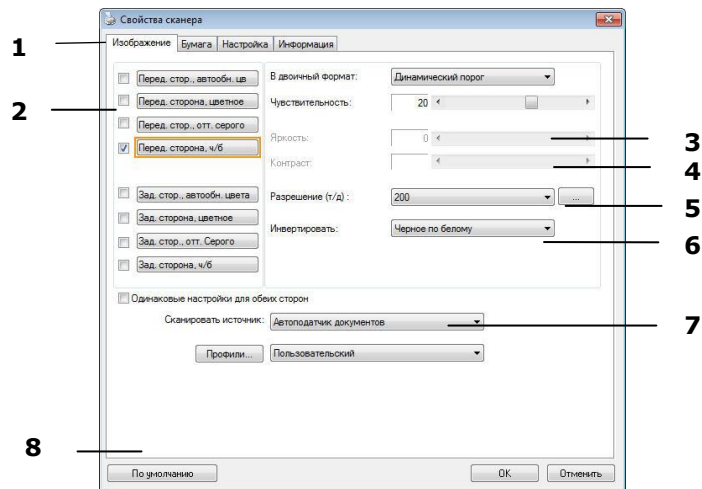 Свойства сканера
1 Изображение Бумага Настройка Информация
Перед. стор., автообн. цв В двоичный формат: Динамический порог
2 Перед. сторона, цветное Чувствительность: 20
Перед. стор., отт. серого
Яркость: 0 3
Перед. сторона, ч/б
Контраст: 4
Зад. стор., автообн. цвета Разрешение (т/д) : 200 ... 5
Зад. сторона, цветное
Инвертировать: Черное по белому 6
Зад. стор., отт. Серого
Зад. сторона, ч/б
Одинаковые настройки для обеих сторон
Сканировать источник: Автоподатчик документов 7
Профили... Пользовательский
8
По умолчанию OK Отменить